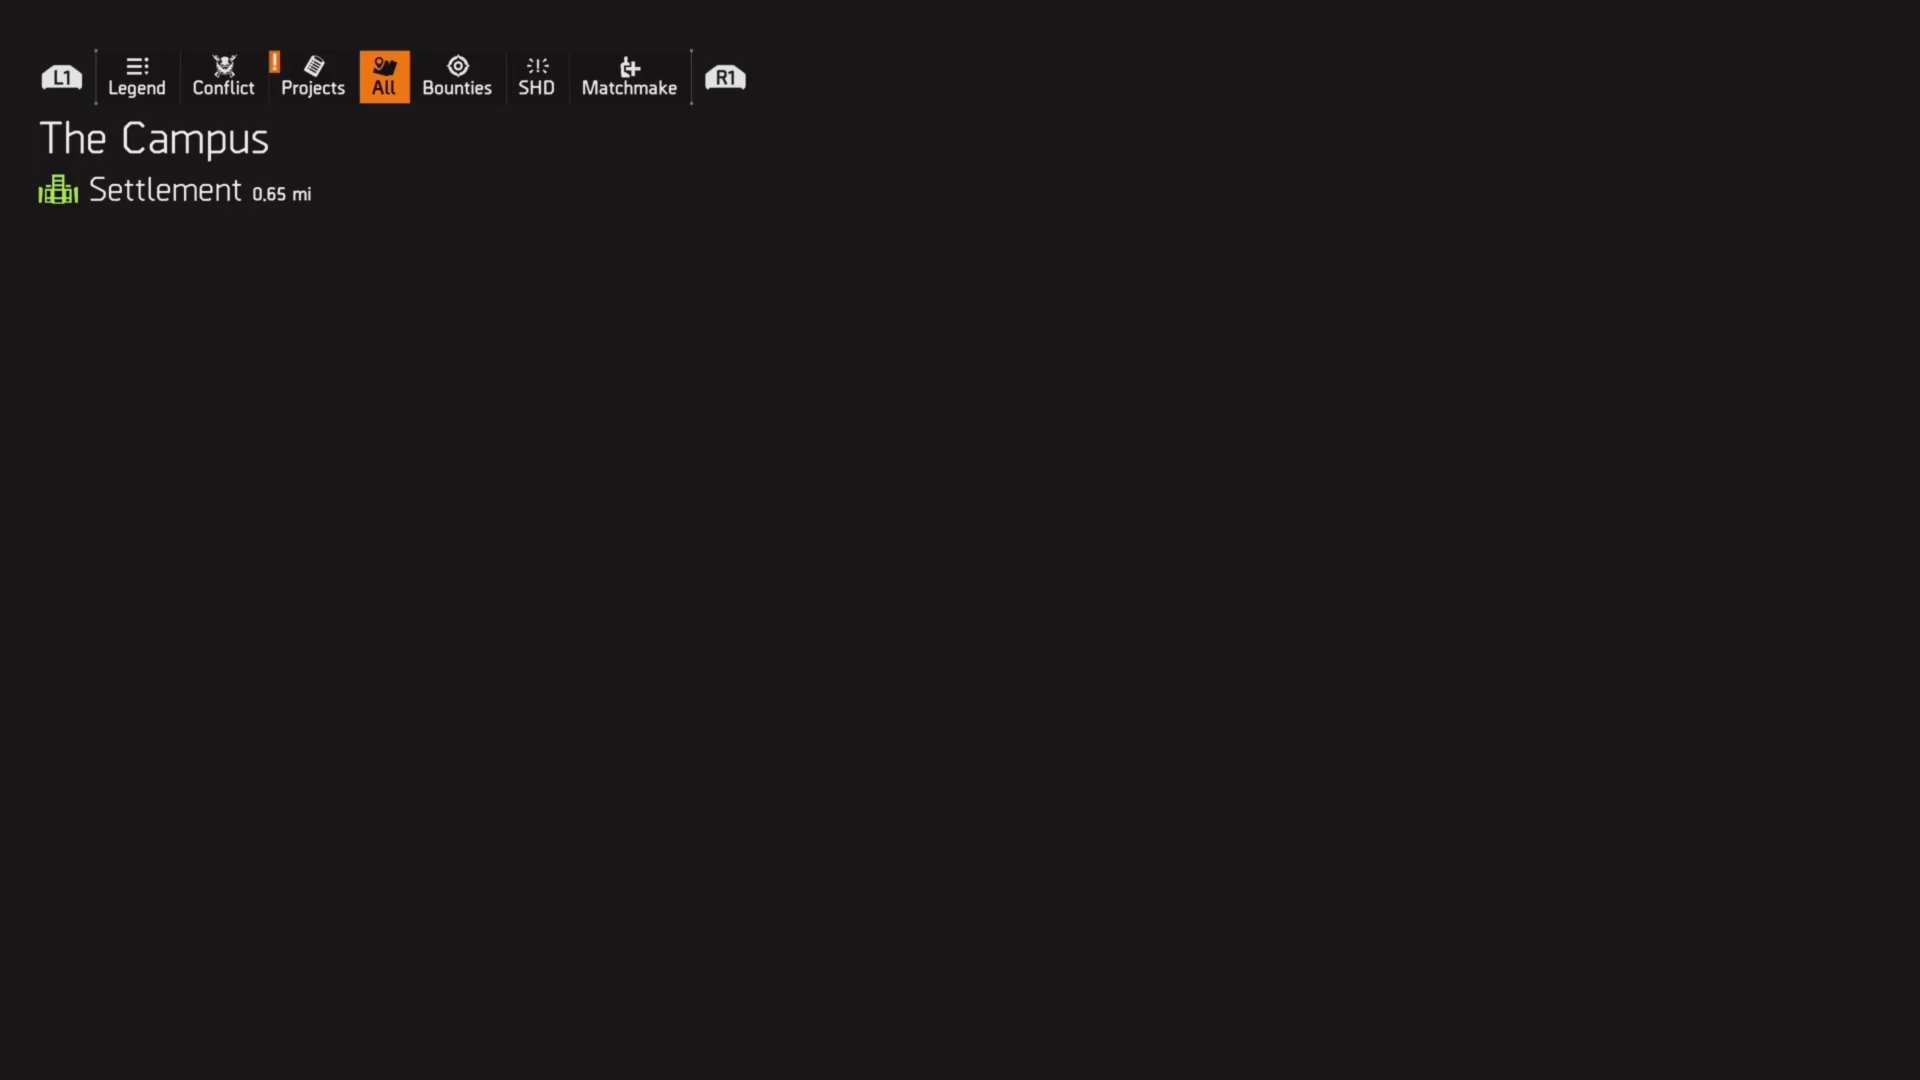 L1 Legend Conflict ! Projects All Bounties SHD Matchmake R1
The Campus
Settlement 0.65 mi